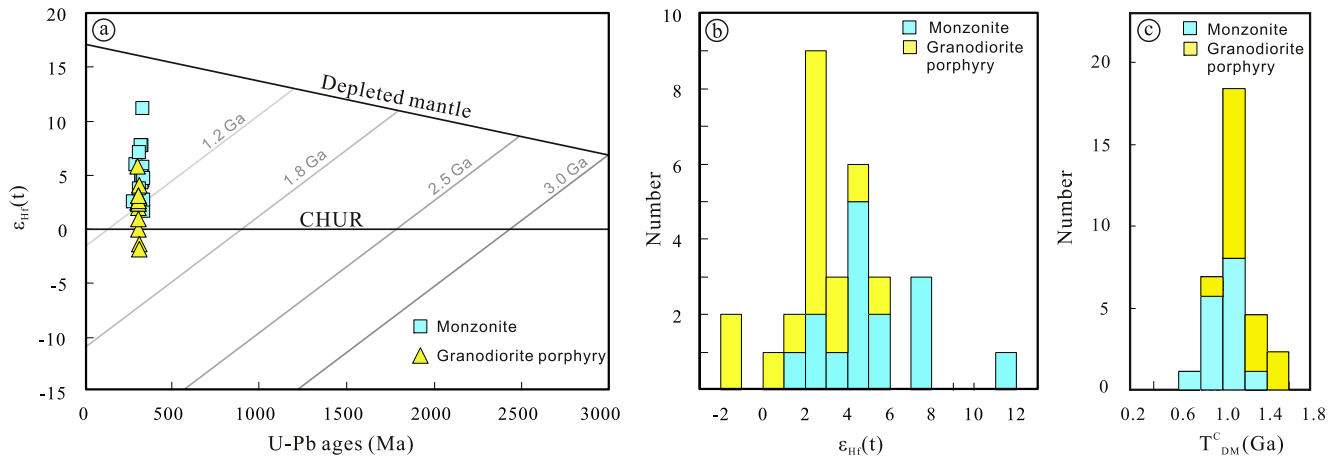 a
20
15
10
5
0
-5
-10
-15
εHf(t)
Depleted mantle
1.2 Ga
1.8 Ga
2.5 Ga
3.0 Ga
CHUR
Monzonite
Granodiorite porphyry
0
500
1000
1500
2000
2500
3000
U-Pb ages (Ma)
b
Monzonite
Granodiorite
porphyry
10
8
6
4
2
Number
-2
0
2
4
6
8
10
12
εHf(t)
c
Monzonite
Granodiorite
porphyry
20
15
10
5
0
Number
0.2
0.6
1.0
1.4
1.8
TCDM(Ga)